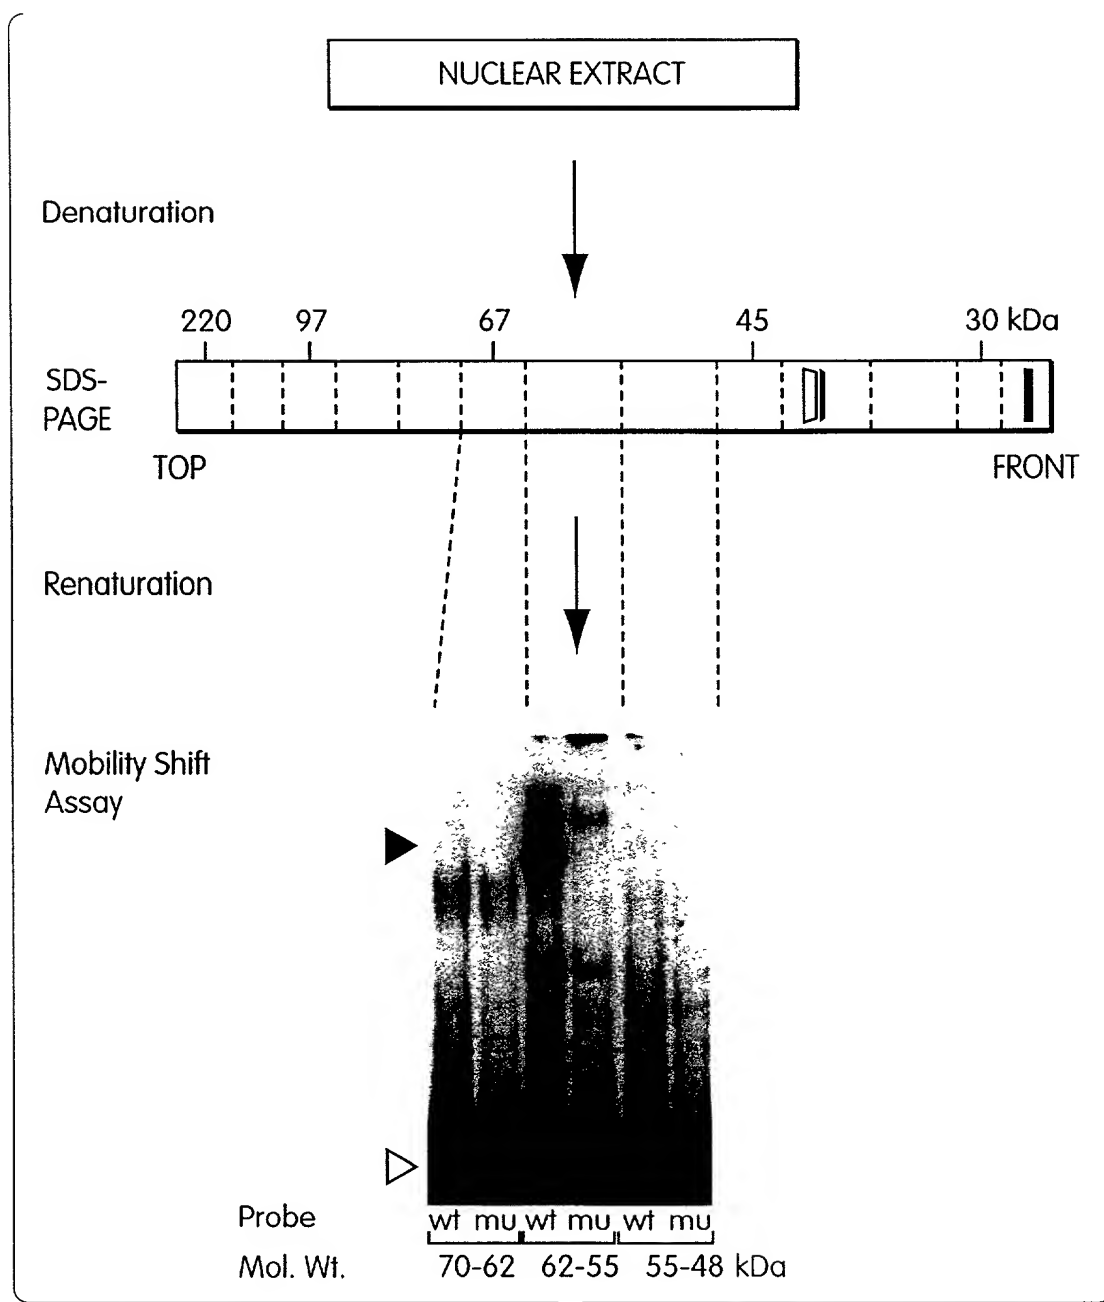 NUCLEAR EXTRACT
Denaturation
220 97 67 45 30 kDa
SDS-
PAGE
TOP FRONT
Renaturation
Mobility Shift
Assay
Probe wt mu wt mu wt mu
Mol. Wt. 70-62 62-55 55-48 kDa